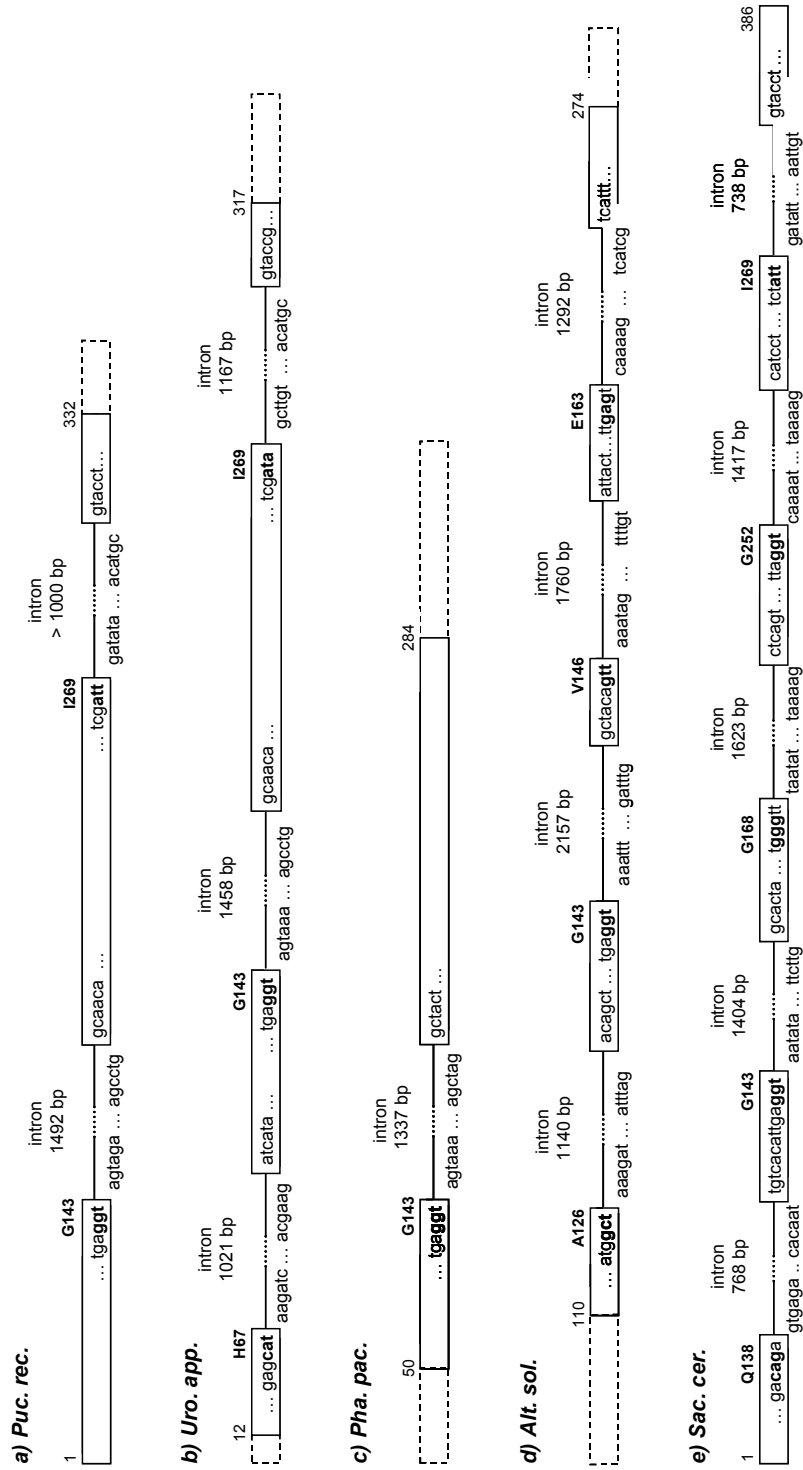 a) Puc. rec.
1 G143 intron I269 intron 332
1492 bp > 1000 bp
... tgaggt gcaaca ... ... tcgatt gtacct...
agtaga ... agcctg gatata ... acatgc
b) Uro. app.
12 H67 intron G143 intron I269 intron 317
1021 bp 1458 bp 1167 bp
... gagcat atcata ... ... tgaggt gcaaca ... ... tcgata gtaccg...
aagatc ... acgaag agtaaa ... agcctg gcttgt ... acatgc
c) Pha. pac.
50 G143 intron 284
1337 bp
... tgaggt gctact ...
agtaaa ... agctag
d) Alt. sol.
110 A126 intron G143 intron V146 intron E163 intron 274
1140 bp 2157 bp 1760 bp 1292 bp
... atggct acagct ... tgaggt gctacagtt attact...ttgagt tcattt...
aaagat ... atttag aaattt ... gatttg aaatag ... ttttgt caaaag ... tcatcg
e) Sac. cer.
1 Q138 intron G143 intron G168 intron G252 intron I269 intron 386
768 bp 1404 bp 1623 bp 1417 bp 738 bp
... gacaga tgtcacattgaggt gcacta ... tgggtt ctcagt ... ttaggt catcct ... tctatt gtacct ...
gtgaga .. cacaat aatata ... ttcttg taatat ... taaaag caaaat ... taaaag gatatt ... aattgt